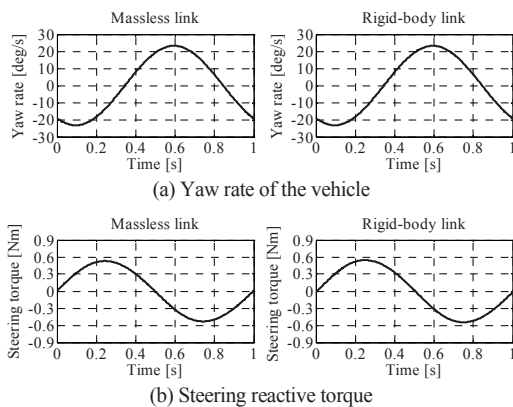 Massless link Rigid-body link
Yaw rate [deg/s] Yaw rate [deg/s]
30 30
20 20
10 10
0 0
-10 -10
-20 -20
-30 -30
0 0.2 0.4 0.6 0.8 1 0 0.2 0.4 0.6 0.8 1
Time [s] Time [s]
(a) Yaw rate of the vehicle
Massless link Rigid-body link
Steering torque [Nm] Steering torque [Nm]
0.9 0.9
0.6 0.6
0.3 0.3
0 0
-0.3 -0.3
-0.6 -0.6
-0.9 -0.9
0 0.2 0.4 0.6 0.8 1 0 0.2 0.4 0.6 0.8 1
Time [s] Time [s]
(b) Steering reactive torque